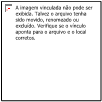 A imagem vinculada não pode ser
exibida. Talvez o arquivo tenha
sido movido, renomeado ou
excluído. Verifique se o vínculo
aponta para o arquivo e o local
corretos.